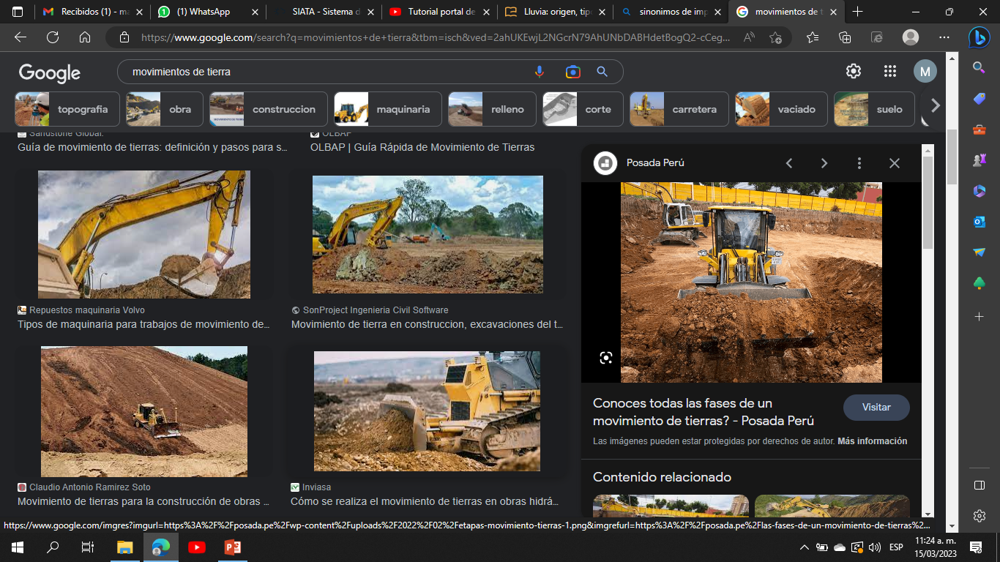 Recibidos (1) - ma
(1) WhatsApp
SIATA - Sistema d
Tutorial portal de
Lluvia: origen, tip
sinonimos de imp
movimientos de t
https://www.google.com/search?q=movimientos+de+tierra&tbm=isch&ved=2ahUKEwjL2NGcrN79AhUNbDABHdetBogQ2-cCeg...
Google
movimientos de tierra
M
topografia
obra
construccion
maquinaria
relleno
corte
carretera
vaciado
suelo
Sandstone Global.
OLBAP
Guía de movimiento de tierras: definición y pasos para s...
OLBAP | Guía Rápida de Movimiento de Tierras
Posada Perú
Repuestos maquinaria Volvo
SonProject Ingenieria Civil Software
Tipos de maquinaria para trabajos de movimiento de...
Movimiento de tierra en construccion, excavaciones del t...
Conoces todas las fases de un
movimiento de tierras? - Posada Perú
Visitar
Las imágenes pueden estar protegidas por derechos de autor. Más información
Contenido relacionado
Claudio Antonio Ramirez Soto
Inviasa
Movimiento de tierras para la construcción de obras ...
Cómo se realiza el movimiento de tierras en obras hidrá...
https://www.google.com/imgres?imgurl=https%3A%2F%2Fposada.pe%2Fwp-content%2Fuploads%2F2022%2F02%2Fetapas-movimiento-tierras-1.png&imgrefurl=https%3A%2F%2Fposada.pe%2Flas-fases-de-un-movimiento-de-tierras%2...
ESP
11:24 a. m.
15/03/2023